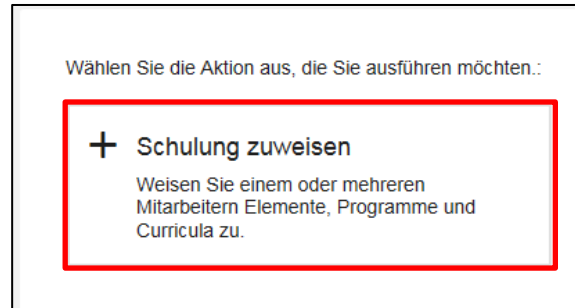 Wählen Sie die Aktion aus, die Sie ausführen möchten.:
+ Schulung zuweisen
Weisen Sie einem oder mehreren
Mitarbeitern Elemente, Programme und
Curricula zu.